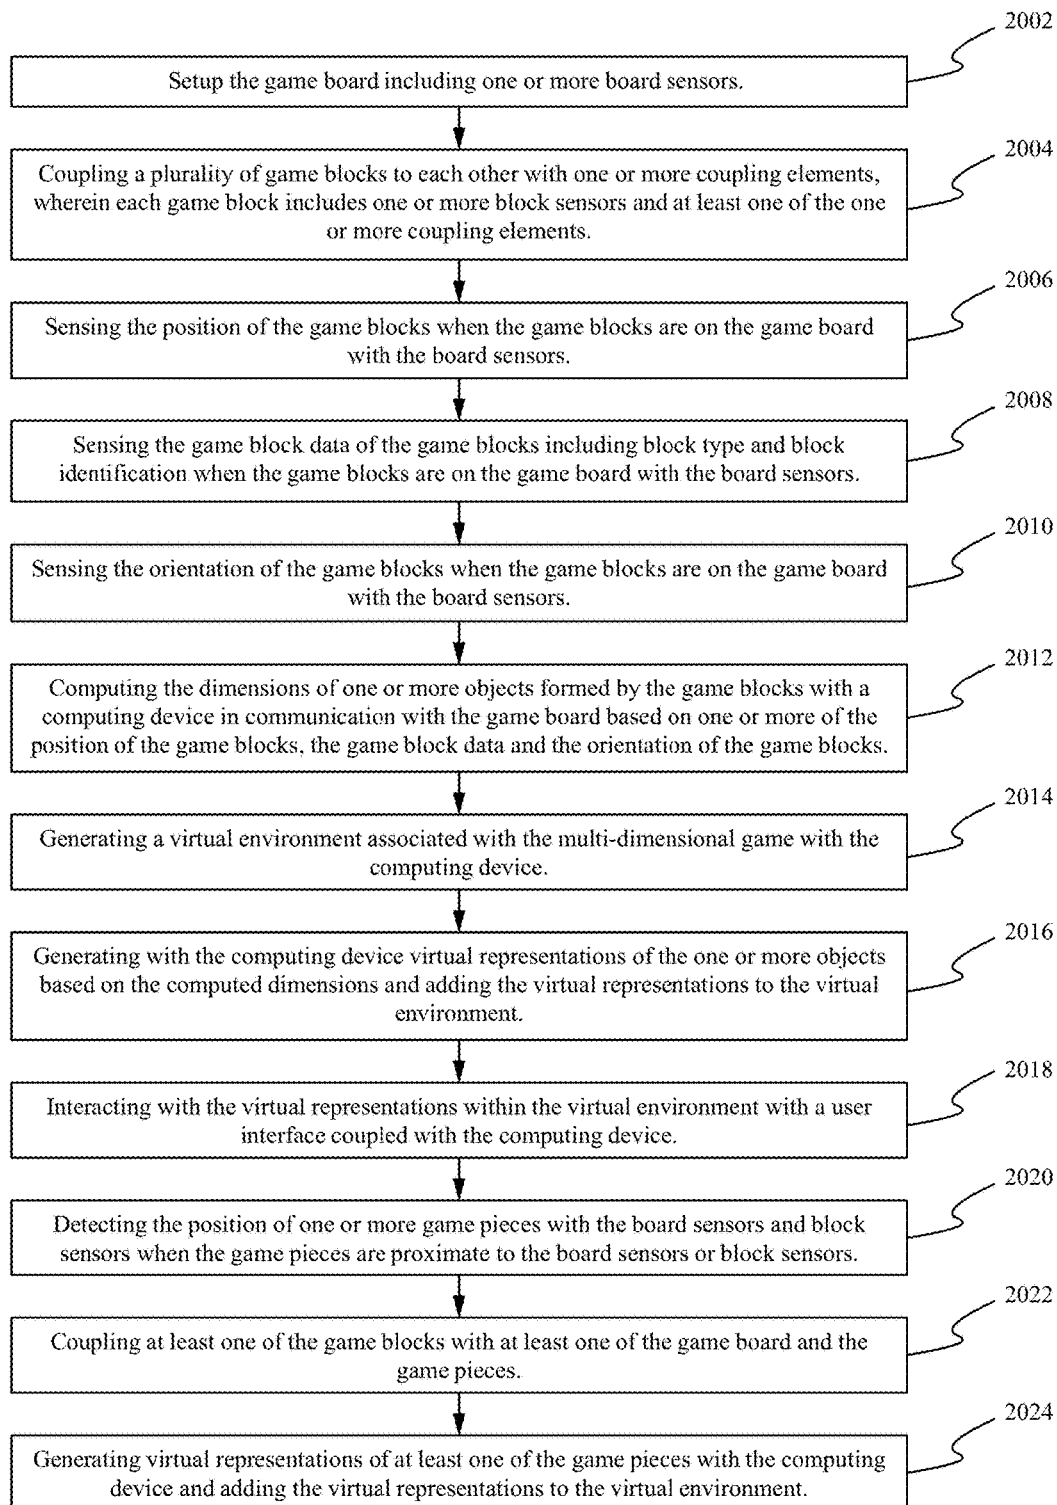 2002
Setup the game board including one or more board sensors.
2004
Coupling a plurality of game blocks to each other with one or more coupling elements,
wherein each game block includes one or more block sensors and at least one of the one
or more coupling elements.
2006
Sensing the position of the game blocks when the game blocks are on the game board
with the board sensors.
2008
Sensing the game block data of the game blocks including block type and block
identification when the game blocks are on the game board with the board sensors.
2010
Sensing the orientation of the game blocks when the game blocks are on the game board
with the board sensors.
2012
Computing the dimensions of one or more objects formed by the game blocks with a
computing device in communication with the game board based on one or more of the
position of the game blocks, the game block data and the orientation of the game blocks.
2014
Generating a virtual environment associated with the multi-dimensional game with the
computing device.
2016
Generating with the computing device virtual representations of the one or more objects
based on the computed dimensions and adding the virtual representations to the virtual
environment.
2018
Interacting with the virtual representations within the virtual environment with a user
interface coupled with the computing device.
2020
Detecting the position of one or more game pieces with the board sensors and block
sensors when the game pieces are proximate to the board sensors or block sensors.
2022
Coupling at least one of the game blocks with at least one of the game board and the
game pieces.
2024
Generating virtual representations of at least one of the game pieces with the computing
device and adding the virtual representations to the virtual environment.